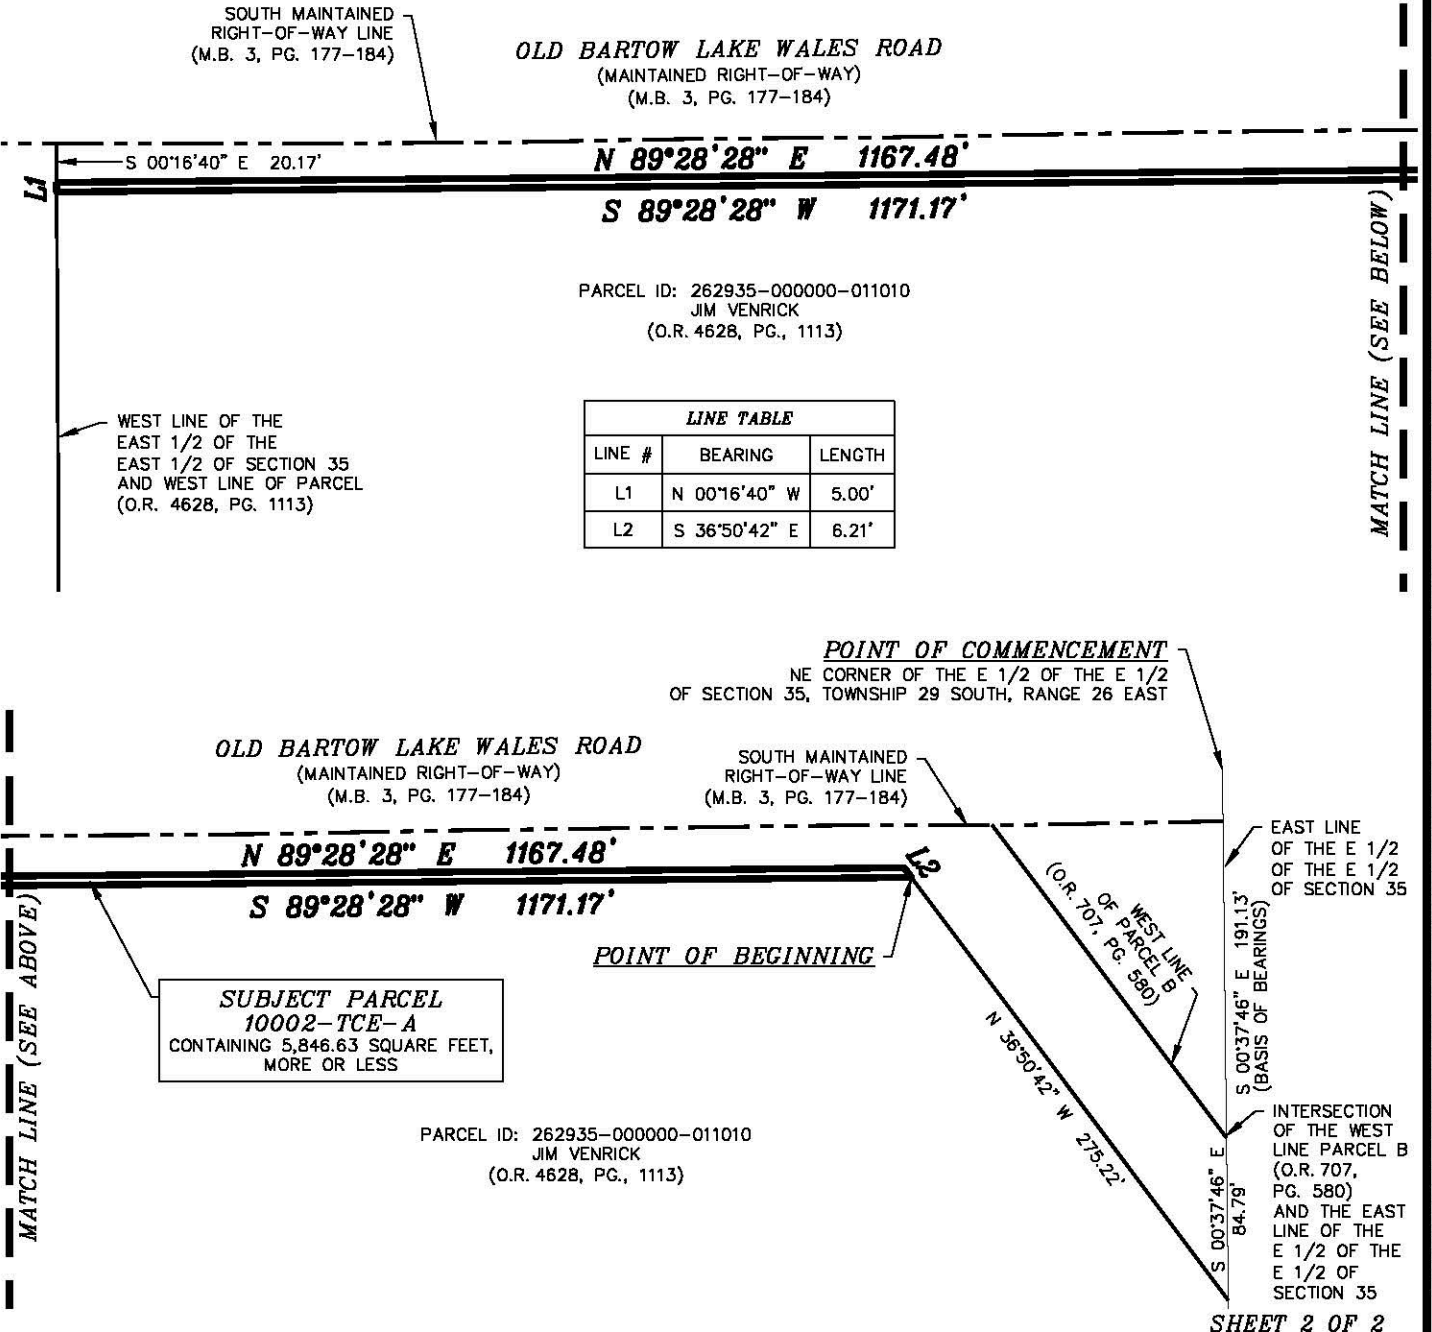 SOUTH MAINTAINED
RIGHT-OF-WAY LINE
(M.B. 3, PG. 177-184)
OLD BARTOW LAKE WALES ROAD
(MAINTAINED RIGHT-OF-WAY)
(M.B. 3, PG. 177-184)
S 00°16'40" E 20.17'
N 89°28'28" E 1167.48'
L1
S 89°28'28" W 1171.17'
PARCEL ID: 262935-000000-011010
JIM VENRICK
(O.R. 4628, PG., 1113)
MATCH LINE (SEE BELOW)
WEST LINE OF THE
EAST 1/2 OF THE
EAST 1/2 OF SECTION 35
AND WEST LINE OF PARCEL
(O.R. 4628, PG. 1113)
LINE TABLE
LINE # BEARING LENGTH
L1 N 00°16'40" W 5.00'
L2 S 36°50'42" E 6.21'
POINT OF COMMENCEMENT
NE CORNER OF THE E 1/2 OF THE E 1/2
OF SECTION 35, TOWNSHIP 29 SOUTH, RANGE 26 EAST
OLD BARTOW LAKE WALES ROAD
(MAINTAINED RIGHT-OF-WAY)
(M.B. 3, PG. 177-184)
SOUTH MAINTAINED
RIGHT-OF-WAY LINE
(M.B. 3, PG. 177-184)
N 89°28'28" E 1167.48'
L2
S 89°28'28" W 1171.17'
EAST LINE
OF THE E 1/2
OF THE E 1/2
OF SECTION 35
WEST LINE
OF PARCEL B
(O.R. 707, PG. 580)
S 00°37'46" E 191.13'
(BASIS OF BEARINGS)
POINT OF BEGINNING
MATCH LINE (SEE ABOVE)
SUBJECT PARCEL
10002-TCE-A
CONTAINING 5,846.63 SQUARE FEET,
MORE OR LESS
N 36°50'42" W 275.22'
PARCEL ID: 262935-000000-011010
JIM VENRICK
(O.R. 4628, PG., 1113)
S 00°37'46" E
84.79'
INTERSECTION
OF THE WEST
LINE PARCEL B
(O.R. 707,
PG. 580)
AND THE EAST
LINE OF THE
E 1/2 OF THE
E 1/2 OF
SECTION 35
SHEET 2 OF 2